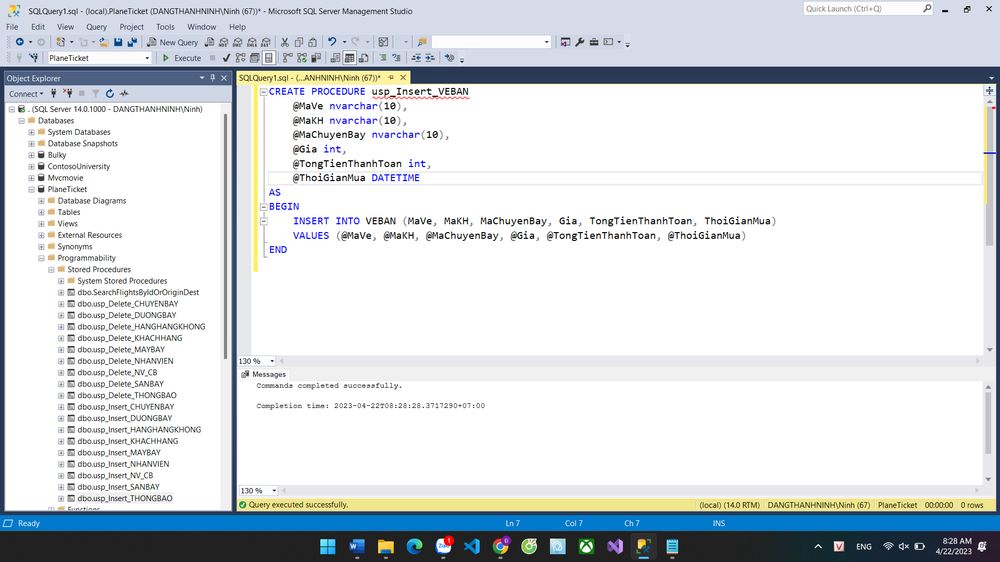 SQLQuery1.sql - (local).PlaneTicket (DANGTHANHNINH\Ninh (67))* - Microsoft SQL Server Management Studio
Quick Launch (Ctrl+Q)
File Edit View Query Project Tools Window Help
New Query
MDX DMX XMLA DAX
PlaneTicket
Execute
Object Explorer
Connect
. (SQL Server 14.0.1000 - DANGTHANHNINH\Ninh)
Databases
System Databases
Database Snapshots
Bulky
ContosoUniversity
Mvcmovie
PlaneTicket
Database Diagrams
Tables
Views
External Resources
Synonyms
Programmability
Stored Procedures
System Stored Procedures
dbo.SearchFlightsByIdOrOriginDest
dbo.usp_Delete_CHUYENBAY
dbo.usp_Delete_DUONGBAY
dbo.usp_Delete_HANGHANGKHONG
dbo.usp_Delete_KHACHHANG
dbo.usp_Delete_MAYBAY
dbo.usp_Delete_NHANVIEN
dbo.usp_Delete_NV_CB
dbo.usp_Delete_SANBAY
dbo.usp_Delete_THONGBAO
dbo.usp_Insert_CHUYENBAY
dbo.usp_Insert_DUONGBAY
dbo.usp_Insert_HANGHANGKHONG
dbo.usp_Insert_KHACHHANG
dbo.usp_Insert_MAYBAY
dbo.usp_Insert_NHANVIEN
dbo.usp_Insert_NV_CB
dbo.usp_Insert_SANBAY
dbo.usp_Insert_THONGBAO
Functions
SQLQuery1.sql - (...ANHNINH\Ninh (67))*
CREATE PROCEDURE usp_Insert_VEBAN
@MaVe nvarchar(10),
@MaKH nvarchar(10),
@MaChuyenBay nvarchar(10),
@Gia int,
@TongTienThanhToan int,
@ThoiGianMua DATETIME
AS
BEGIN
INSERT INTO VEBAN (MaVe, MaKH, MaChuyenBay, Gia, TongTienThanhToan, ThoiGianMua)
VALUES (@MaVe, @MaKH, @MaChuyenBay, @Gia, @TongTienThanhToan, @ThoiGianMua)
END
130 %
Messages
Commands completed successfully.
Completion time: 2023-04-22T08:28:28.3717290+07:00
130 %
Query executed successfully.
(local) (14.0 RTM) DANGTHANHNINH\Ninh (67) PlaneTicket 00:00:00 0 rows
Ready Ln 7 Col 7 Ch 7 INS
Zalo 1
Đ
V
ENG
8:28 AM
4/22/2023